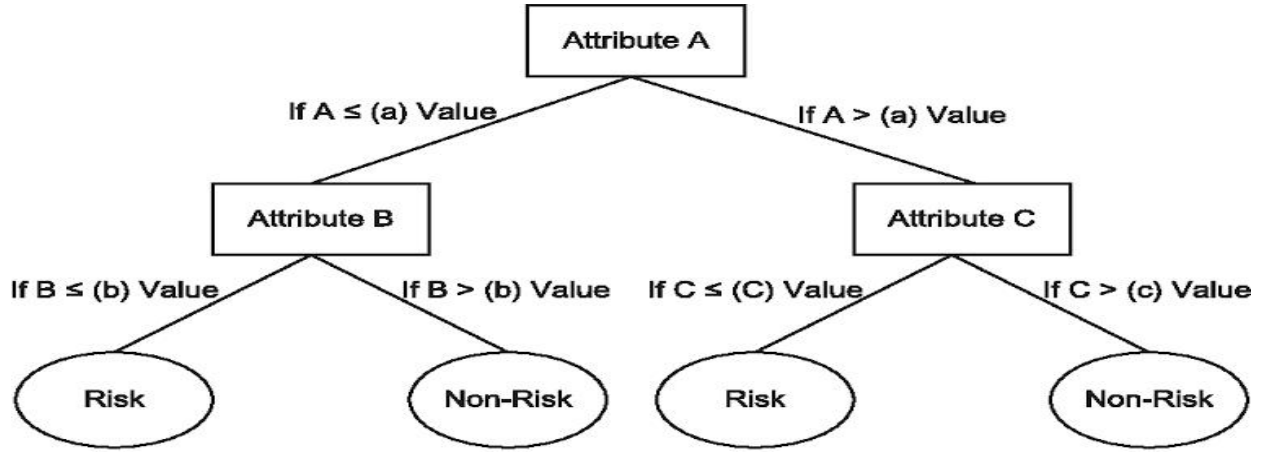 Attribute A
If A ≤ (a) Value
If A > (a) Value
Attribute B
Attribute C
If B ≤ (b) Value
If B > (b) Value
If C ≤ (C) Value
If C > (c) Value
Risk
Non-Risk
Risk
Non-Risk